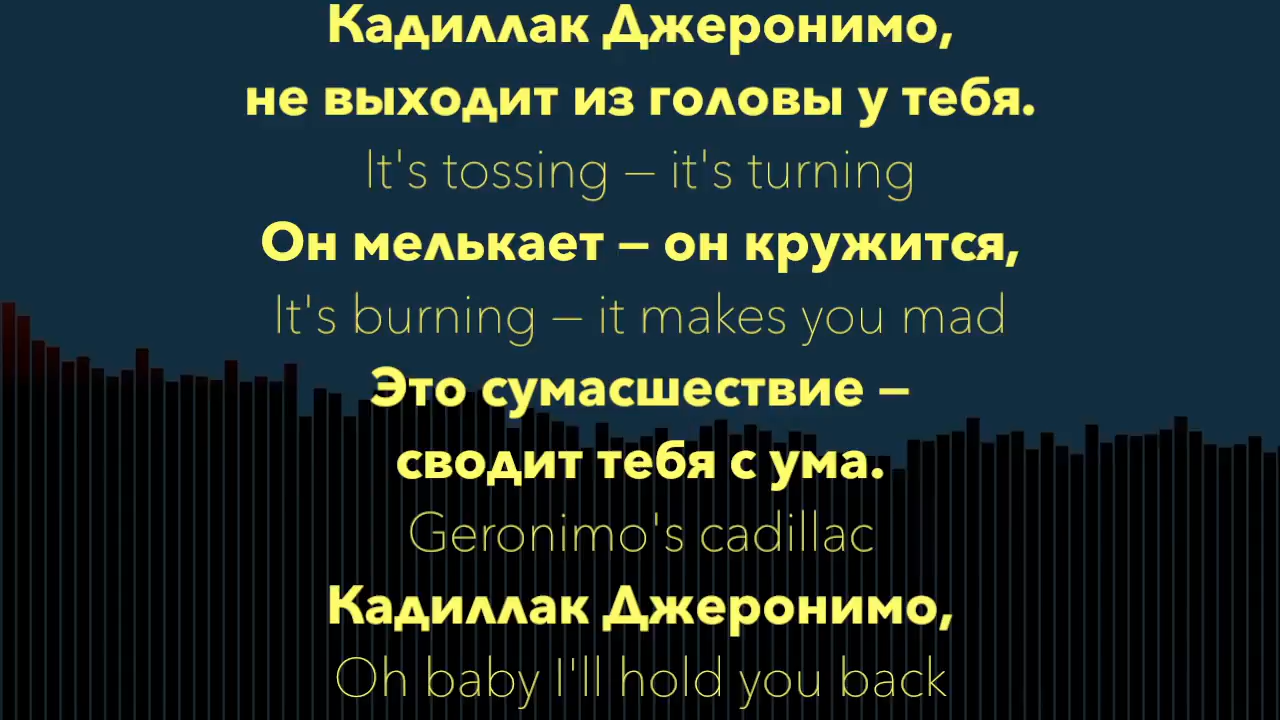 Кадиллак Джеронимо,
не выходит из головы у тебя.
It's tossing – it's turning
Он мелькает – он кружится,
It's burning – it makes you mad
Это сумасшествие –
сводит тебя с ума.
Geronimo's cadillac
Кадиллак Джеронимо,
Oh baby I'll hold you back